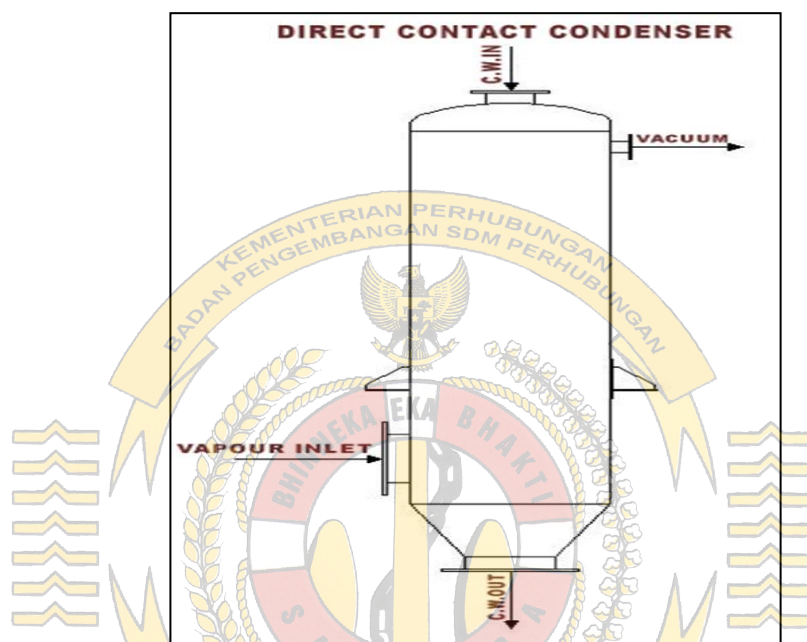 DIRECT CONTACT CONDENSER
C.W.IN
VACUUM
KEMENTERIAN PERHUBUNGAN
BADAN PENGEMBANGAN SDM PERHUBUNGAN
BHINNEKA EKA BHAKTI
VAPOUR INLET
C.W.OUT